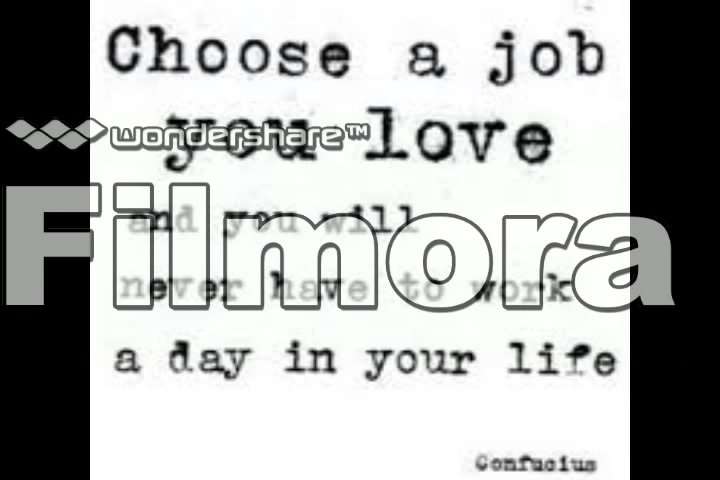 Choose a job
wondershare™
you love
Filmora
and you will
never have to work
a day in your life
Confucius